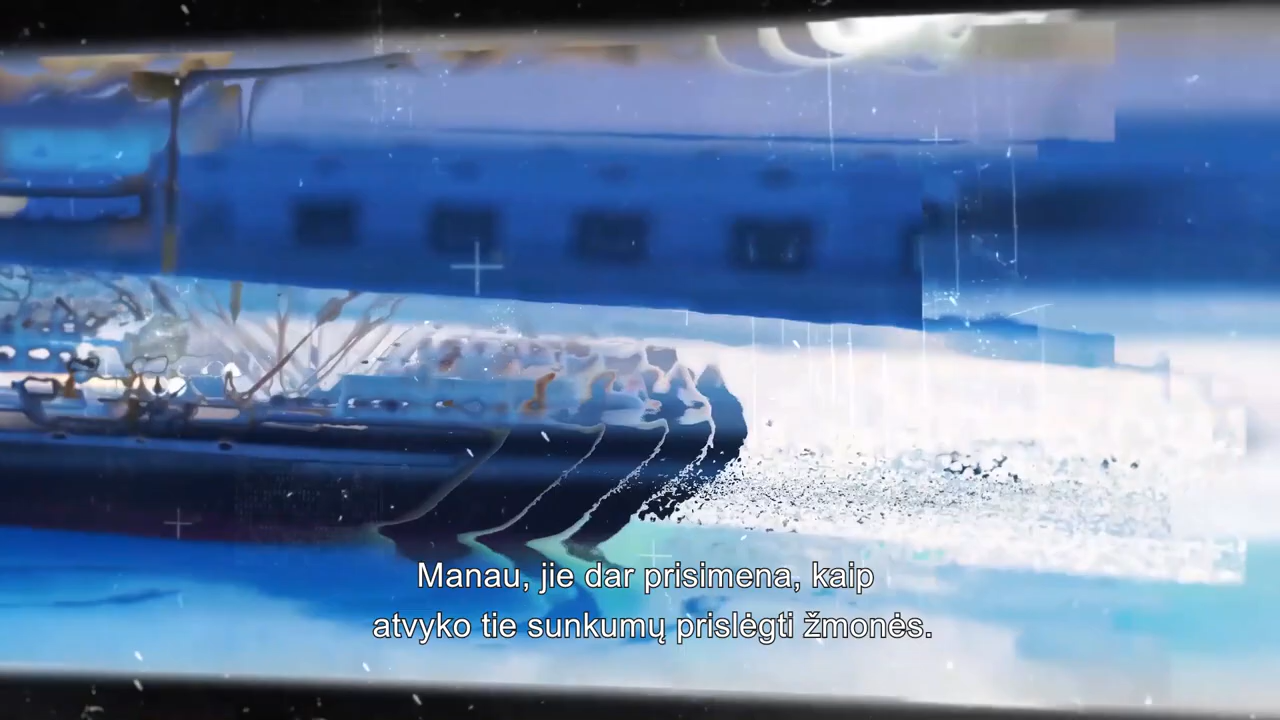 Manau, jie dar prisimena, kaip
atvyko tie sunkumų prislėgti žmonės.